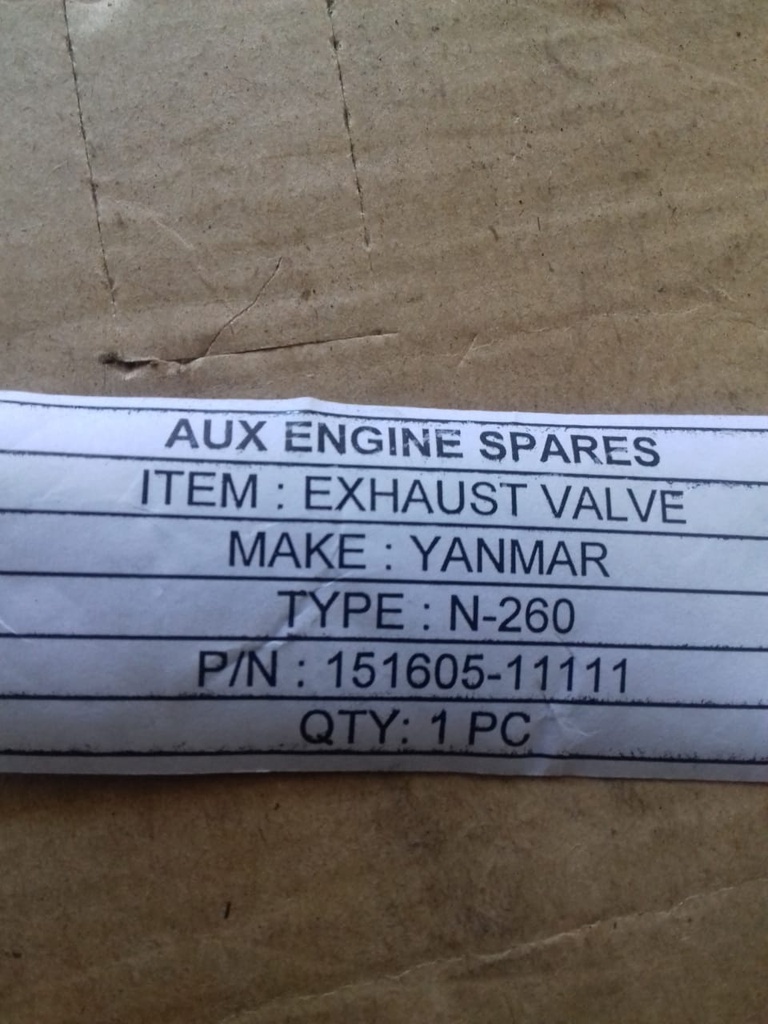 AUX ENGINE SPARES
ITEM : EXHAUST VALVE
MAKE : YANMAR
TYPE : N-260
P/N : 151605-11111
QTY: 1 PC